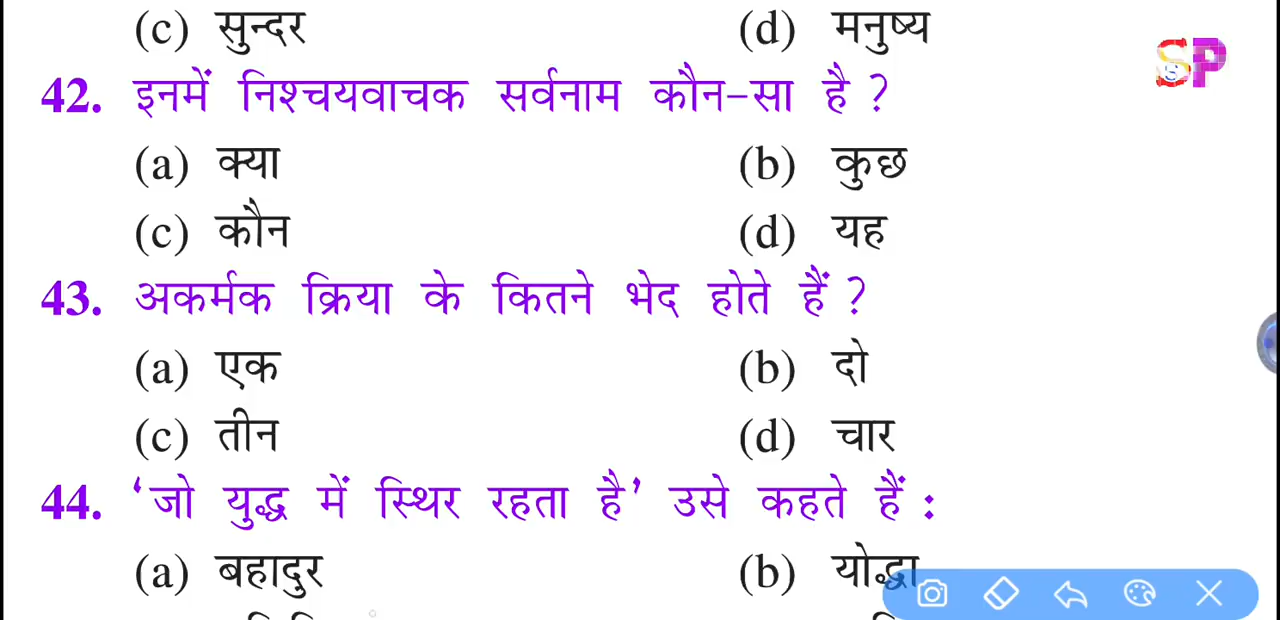 (c) सुन्दर (d) मनुष्य
SP
42. इनमें निश्चयवाचक सर्वनाम कौन-सा है ?
(a) क्या (b) कुछ
(c) कौन (d) यह
43. अकर्मक क्रिया के कितने भेद होते हैं ?
(a) एक (b) दो
(c) तीन (d) चार
44. ‘जो युद्ध में स्थिर रहता है’ उसे कहते हैं :
(a) बहादुर (b) योद्धा